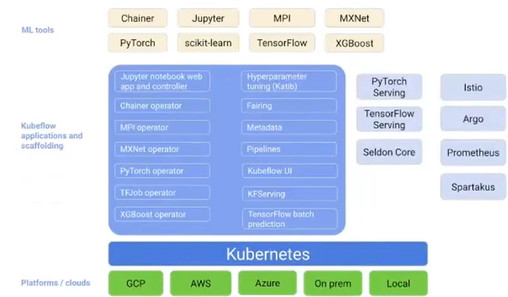 ML tools
Chainer
Jupyter
MPI
MXNet
PyTorch
scikit-learn
TensorFlow
XGBoost
Kubeflow
applications and
scaffolding
Jupyter notebook web
app and controller
Hyperparameter
tuning (Katib)
Chainer operator
Fairing
MPI operator
Metadata
MXNet operator
Pipelines
PyTorch operator
Kubeflow UI
TFJob operator
KFServing
XGBoost operator
TensorFlow batch
prediction
PyTorch
Serving
TensorFlow
Serving
Seldon Core
Istio
Argo
Prometheus
Spartakus
Kubernetes
Platforms / clouds
GCP
AWS
Azure
On prem
Local